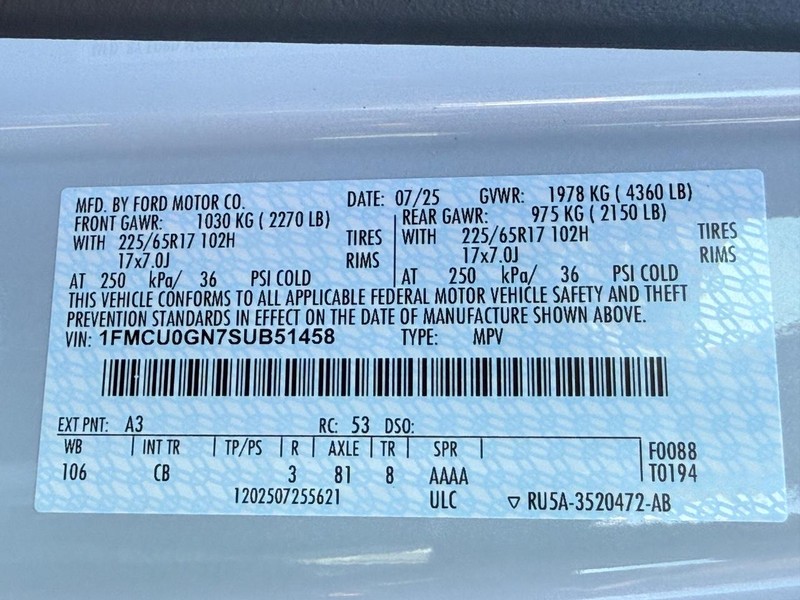 MFD. BY FORD MOTOR CO. DATE: 07/25 GVWR: 1978 KG ( 4360 LB)
FRONT GAWR: 1030 KG ( 2270 LB) REAR GAWR: 975 KG ( 2150 LB)
WITH 225/65R17 102H TIRES WITH 225/65R17 102H TIRES
17x7.0J RIMS 17x7.0J RIMS
AT 250 kPa/ 36 PSI COLD AT 250 kPa/ 36 PSI COLD
THIS VEHICLE CONFORMS TO ALL APPLICABLE FEDERAL MOTOR VEHICLE SAFETY AND THEFT
PREVENTION STANDARDS IN EFFECT ON THE DATE OF MANUFACTURE SHOWN ABOVE.
VIN: 1FMCU0GN7SUB51458 TYPE: MPV
EXT PNT: A3 RC: 53 DSO:
WB INT TR TP/PS R AXLE TR SPR F0088
106 CB 3 81 8 AAAA T0194
1202507255621 ULC ▽ RU5A-3520472-AB